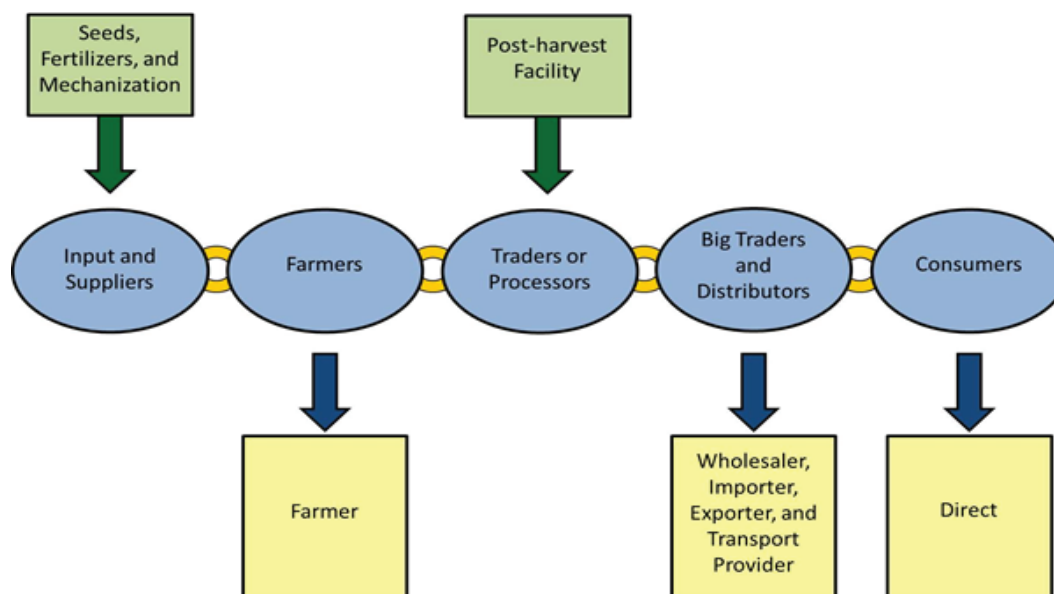 Seeds,
Fertilizers, and
Mechanization
Post-harvest
Facility
Input and
Suppliers
Farmers
Traders or
Processors
Big Traders
and
Distributors
Consumers
Farmer
Wholesaler,
Importer,
Exporter, and
Transport
Provider
Direct